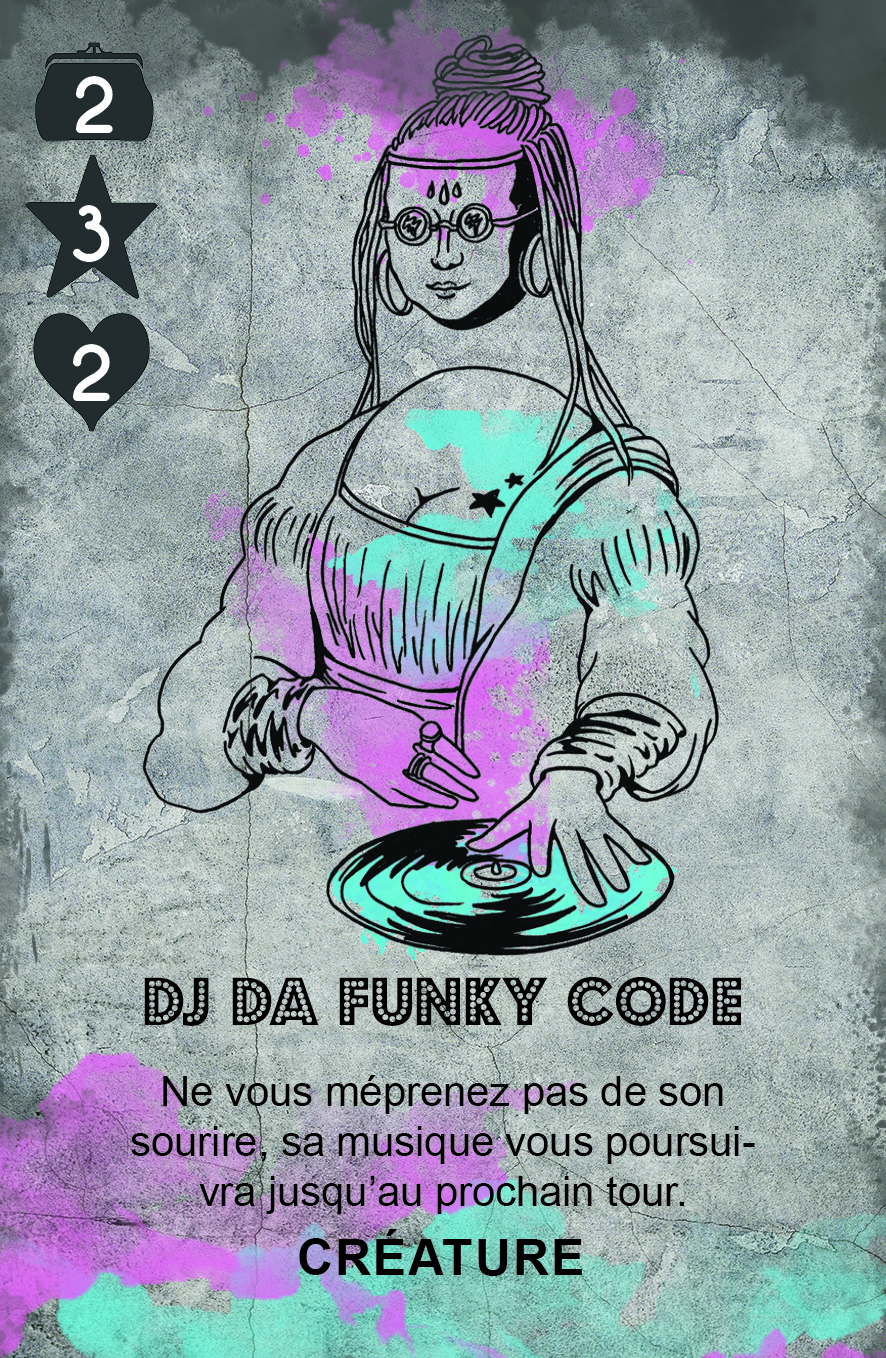 2
3
2
DJ DA FUNKY CODE
Ne vous méprenez pas de son
sourire, sa musique vous poursui-
vra jusqu’au prochain tour.
CRÉATURE